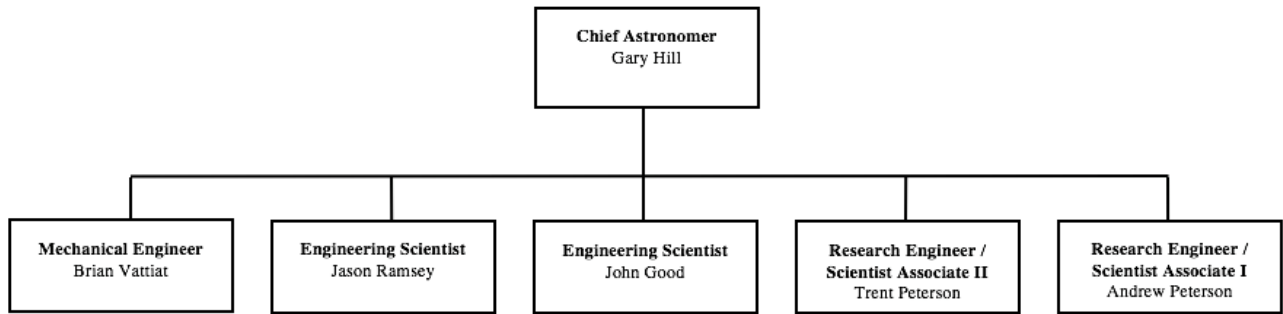 Chief Astronomer
Gary Hill
Mechanical Engineer
Brian Vattiat
Engineering Scientist
Jason Ramsey
Engineering Scientist
John Good
Research Engineer /
Scientist Associate II
Trent Peterson
Research Engineer /
Scientist Associate I
Andrew Peterson